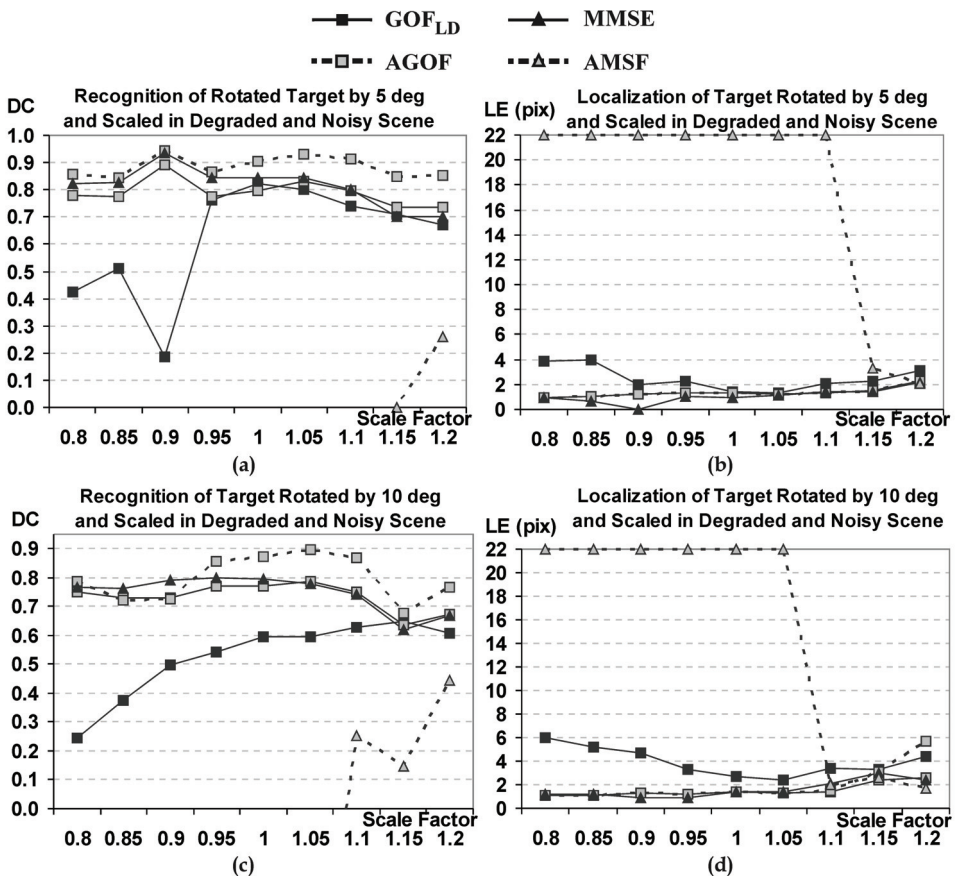 GOF_LD MMSE
AGOF AMSF
DC
Recognition of Rotated Target by 5 deg
and Scaled in Degraded and Noisy Scene
1.0
0.9
0.8
0.7
0.6
0.5
0.4
0.3
0.2
0.1
0.0
Scale Factor
0.8 0.85 0.9 0.95 1 1.05 1.1 1.15 1.2
(a)
LE (pix)
Localization of Target Rotated by 5 deg
and Scaled in Degraded and Noisy Scene
22
20
18
16
14
12
10
8
6
4
2
0
Scale Factor
0.8 0.85 0.9 0.95 1 1.05 1.1 1.15 1.2
(b)
DC
Recognition of Target Rotated by 10 deg
and Scaled in Degraded and Noisy Scene
0.9
0.8
0.7
0.6
0.5
0.4
0.3
0.2
0.1
0.0
Scale Factor
0.8 0.85 0.9 0.95 1 1.05 1.1 1.15 1.2
(c)
LE (pix)
Localization of Target Rotated by 10 deg
and Scaled in Degraded and Noisy Scene
22
20
18
16
14
12
10
8
6
4
2
0
Scale Factor
0.8 0.85 0.9 0.95 1 1.05 1.1 1.15 1.2
(d)